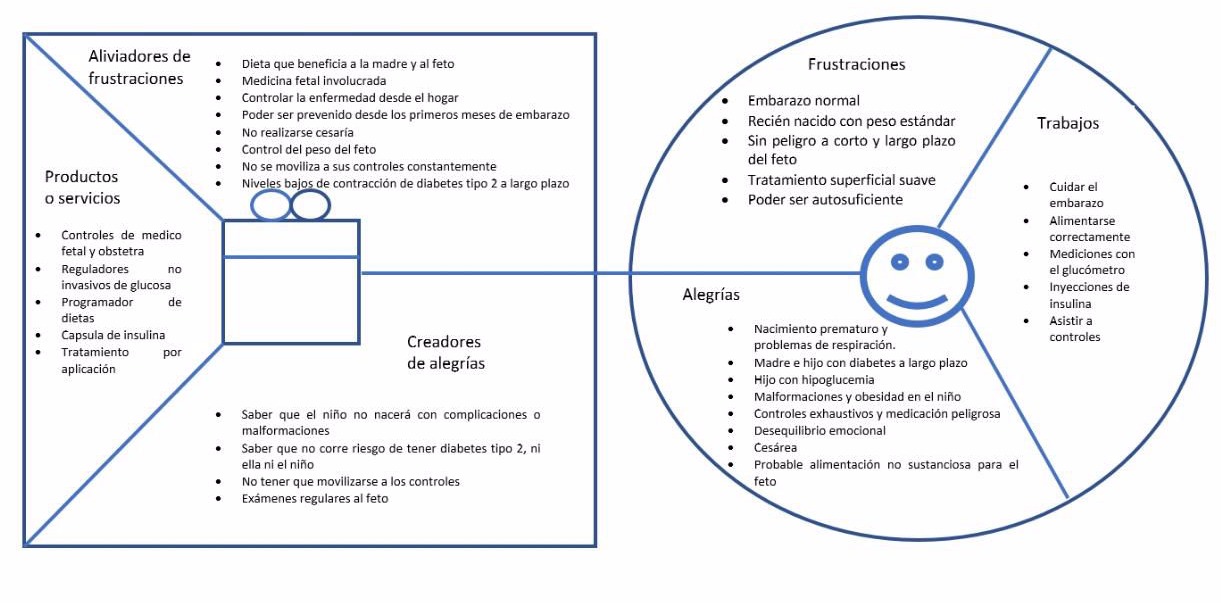 Aliviadores de
frustraciones
Dieta que beneficia a la madre y al feto
Medicina fetal involucrada
Controlar la enfermedad desde el hogar
Poder ser prevenido desde los primeros meses de embarazo
No realizarse cesaría
Control del peso del feto
No se moviliza a sus controles constantemente
Niveles bajos de contracción de diabetes tipo 2 a largo plazo
Productos
o servicios
Controles de medico
fetal y obstetra
Reguladores no
invasivos de glucosa
Programador de
dietas
Capsula de insulina
Tratamiento por
aplicación
Creadores
de alegrías
Saber que el niño no nacerá con complicaciones o
malformaciones
Saber que no corre riesgo de tener diabetes tipo 2, ni
ella ni el niño
No tener que movilizarse a los controles
Exámenes regulares al feto
Frustraciones
Embarazo normal
Recién nacido con peso estándar
Sin peligro a corto y largo plazo
del feto
Tratamiento superficial suave
Poder ser autosuficiente
Trabajos
Cuidar el
embarazo
Alimentarse
correctamente
Mediciones con
el glucómetro
Inyecciones de
insulina
Asistir a
controles
Alegrías
Nacimiento prematuro y
problemas de respiración.
Madre e hijo con diabetes a largo plazo
Hijo con hipoglucemia
Malformaciones y obesidad en el niño
Controles exhaustivos y medicación peligrosa
Desequilibrio emocional
Cesárea
Probable alimentación no sustanciosa para el
feto